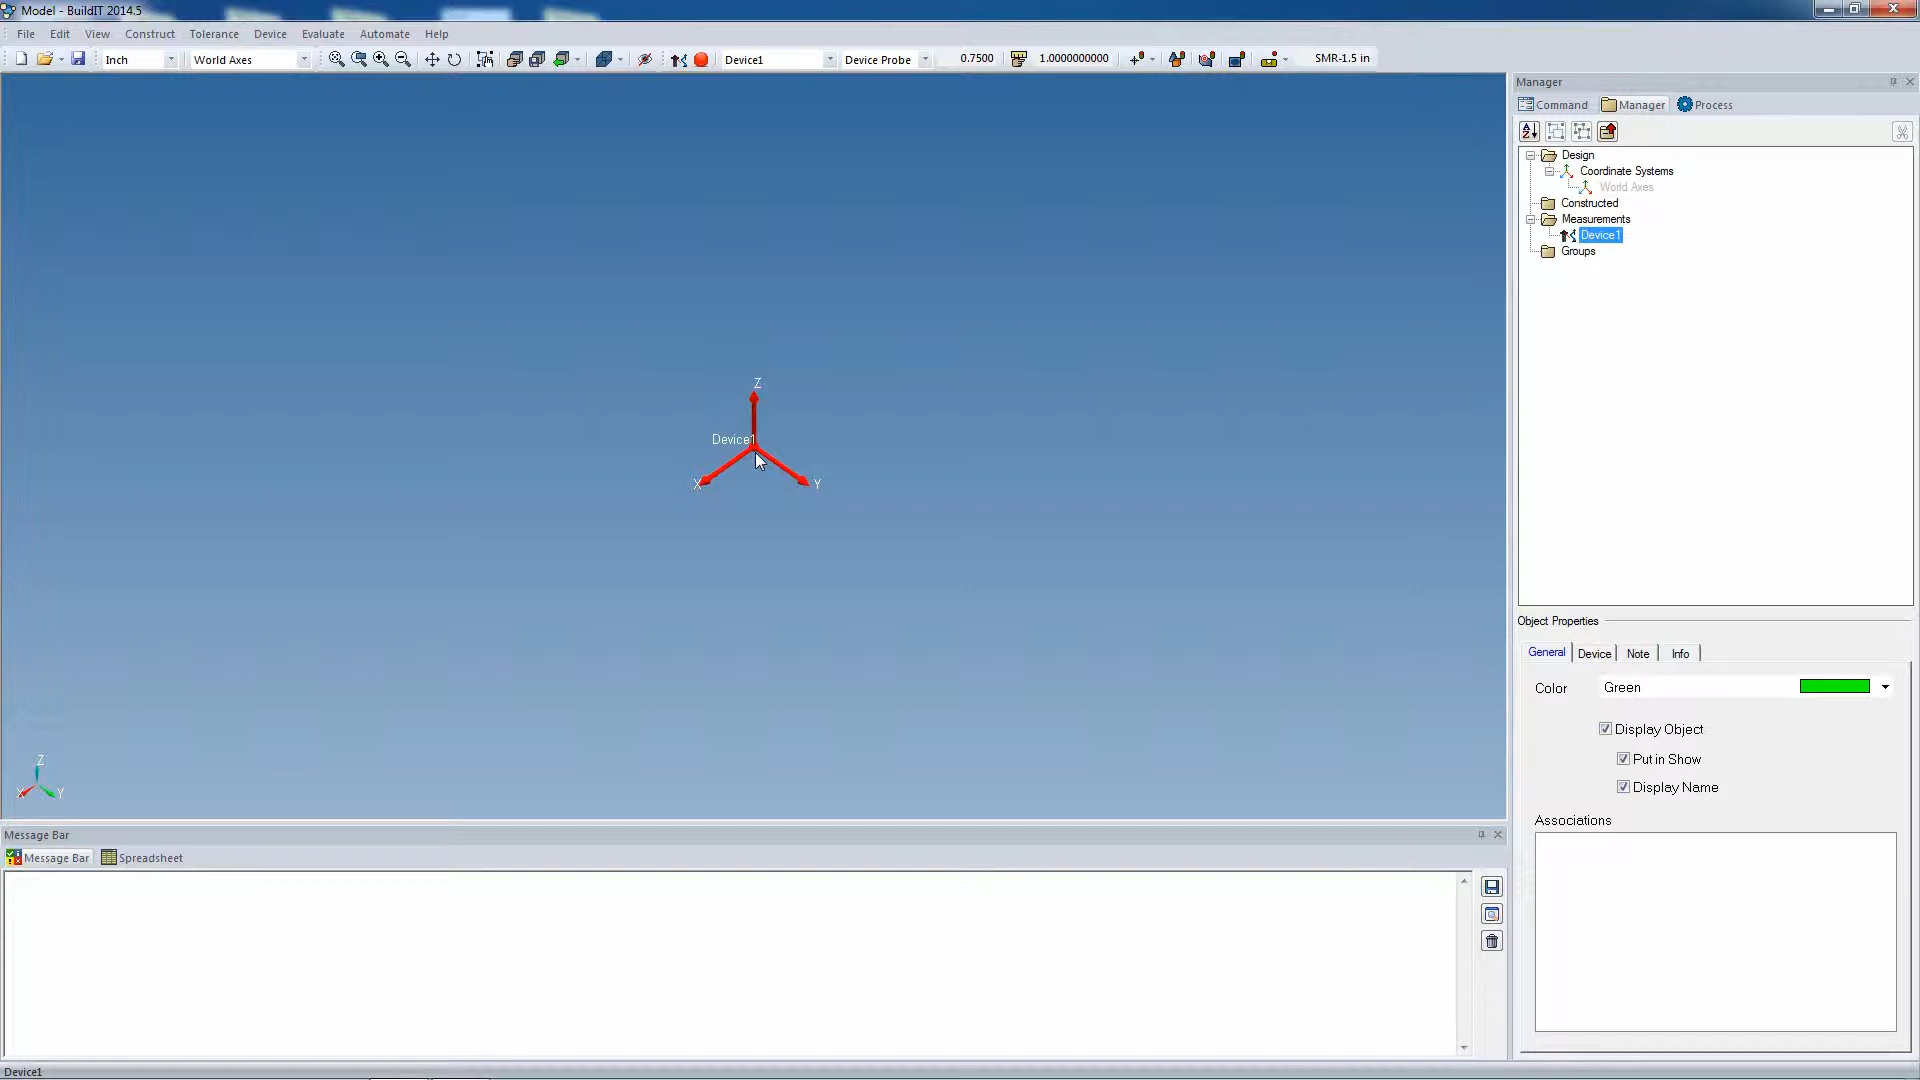 Model - BuildIT 2014.5
File Edit View Construct Tolerance Device Evaluate Automate Help
Inch World Axes Device1 Device Probe 0.7500 1.0000000000 SMR-1.5 in
Manager
Command Manager Process
Design
Coordinate Systems
World Axes
Constructed
Measurements
Device1
Groups
Z
Device1
X Y
Object Properties
General Device Note Info
Color Green
Display Object
Put in Show
Display Name
Associations
Z
X Y
Message Bar
Message Bar Spreadsheet
Device1